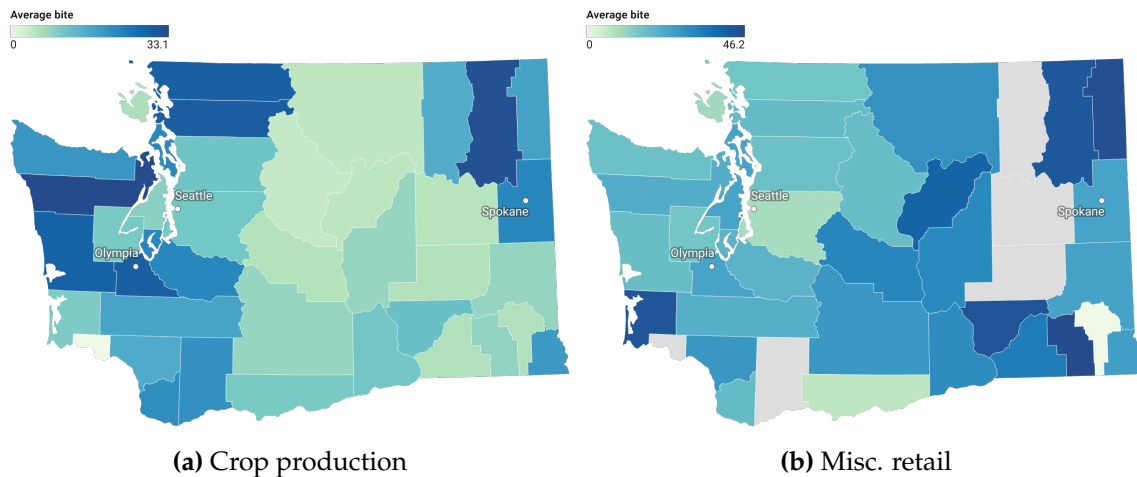 Average bite
0 33.1
Seattle
Spokane
Olympia
(a) Crop production
Average bite
0 46.2
Seattle
Spokane
Olympia
(b) Misc. retail